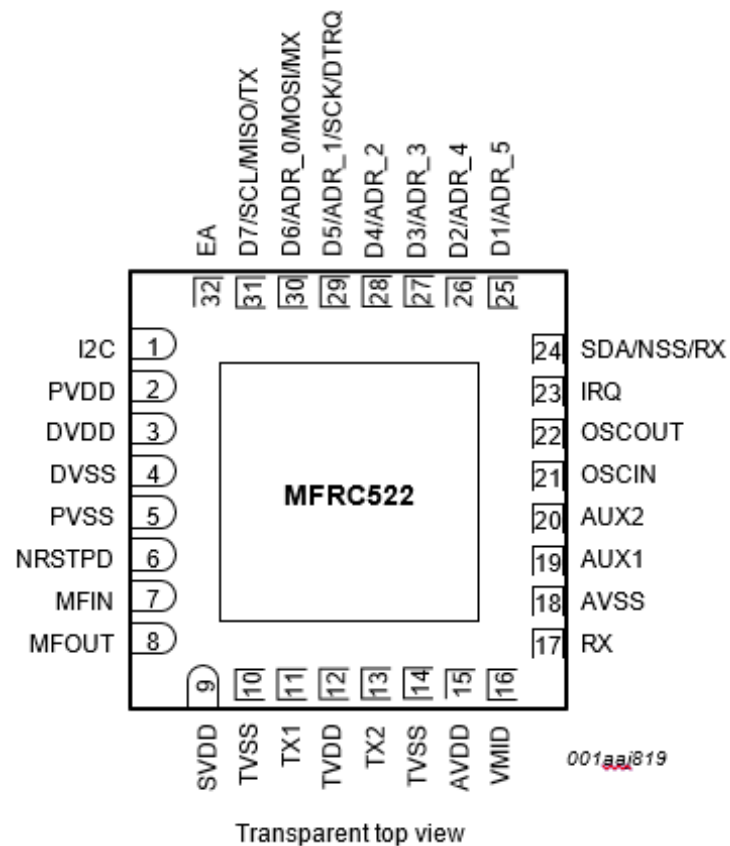 EA
D7/SCL/MISO/TX
D6/ADR_0/MOSI/MX
D5/ADR_1/SCK/DTRQ
D4/ADR_2
D3/ADR_3
D2/ADR_4
D1/ADR_5
32
31
30
29
28
27
26
25
I2C 1
PVDD 2
DVDD 3
DVSS 4
PVSS 5
NRSTPD 6
MFIN 7
MFOUT 8
MFRC522
24 SDA/NSS/RX
23 IRQ
22 OSCOUT
21 OSCIN
20 AUX2
19 AUX1
18 AVSS
17 RX
9
10
11
12
13
14
15
16
SVDD
TVSS
TX1
TVDD
TX2
TVSS
AVDD
VMID
001aaj819
Transparent top view